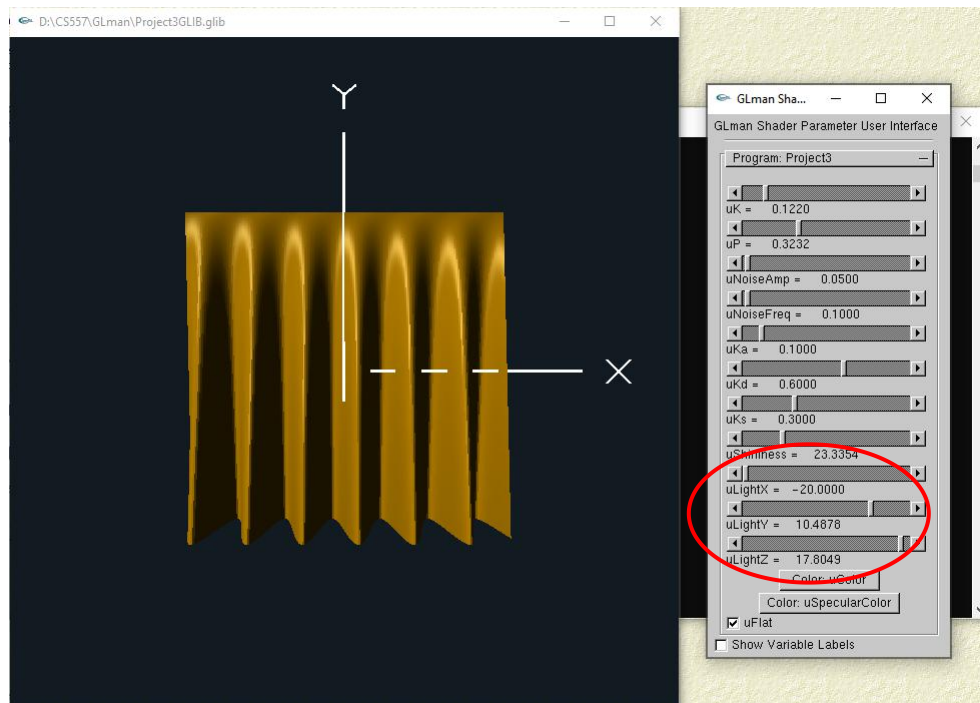 D:\CS557\GLman\Project3GLIB.glib
Y
X
GLman Sha...
GLman Shader Parameter User Interface
Program: Project3
uK = 0.1220
uP = 0.3232
uNoiseAmp = 0.0500
uNoiseFreq = 0.1000
uKa = 0.1000
uKd = 0.6000
uKs = 0.3000
uShininess = 23.3354
uLightX = -20.0000
uLightY = 10.4878
uLightZ = 17.8049
Color: uColor
Color: uSpecularColor
uFlat
Show Variable Labels